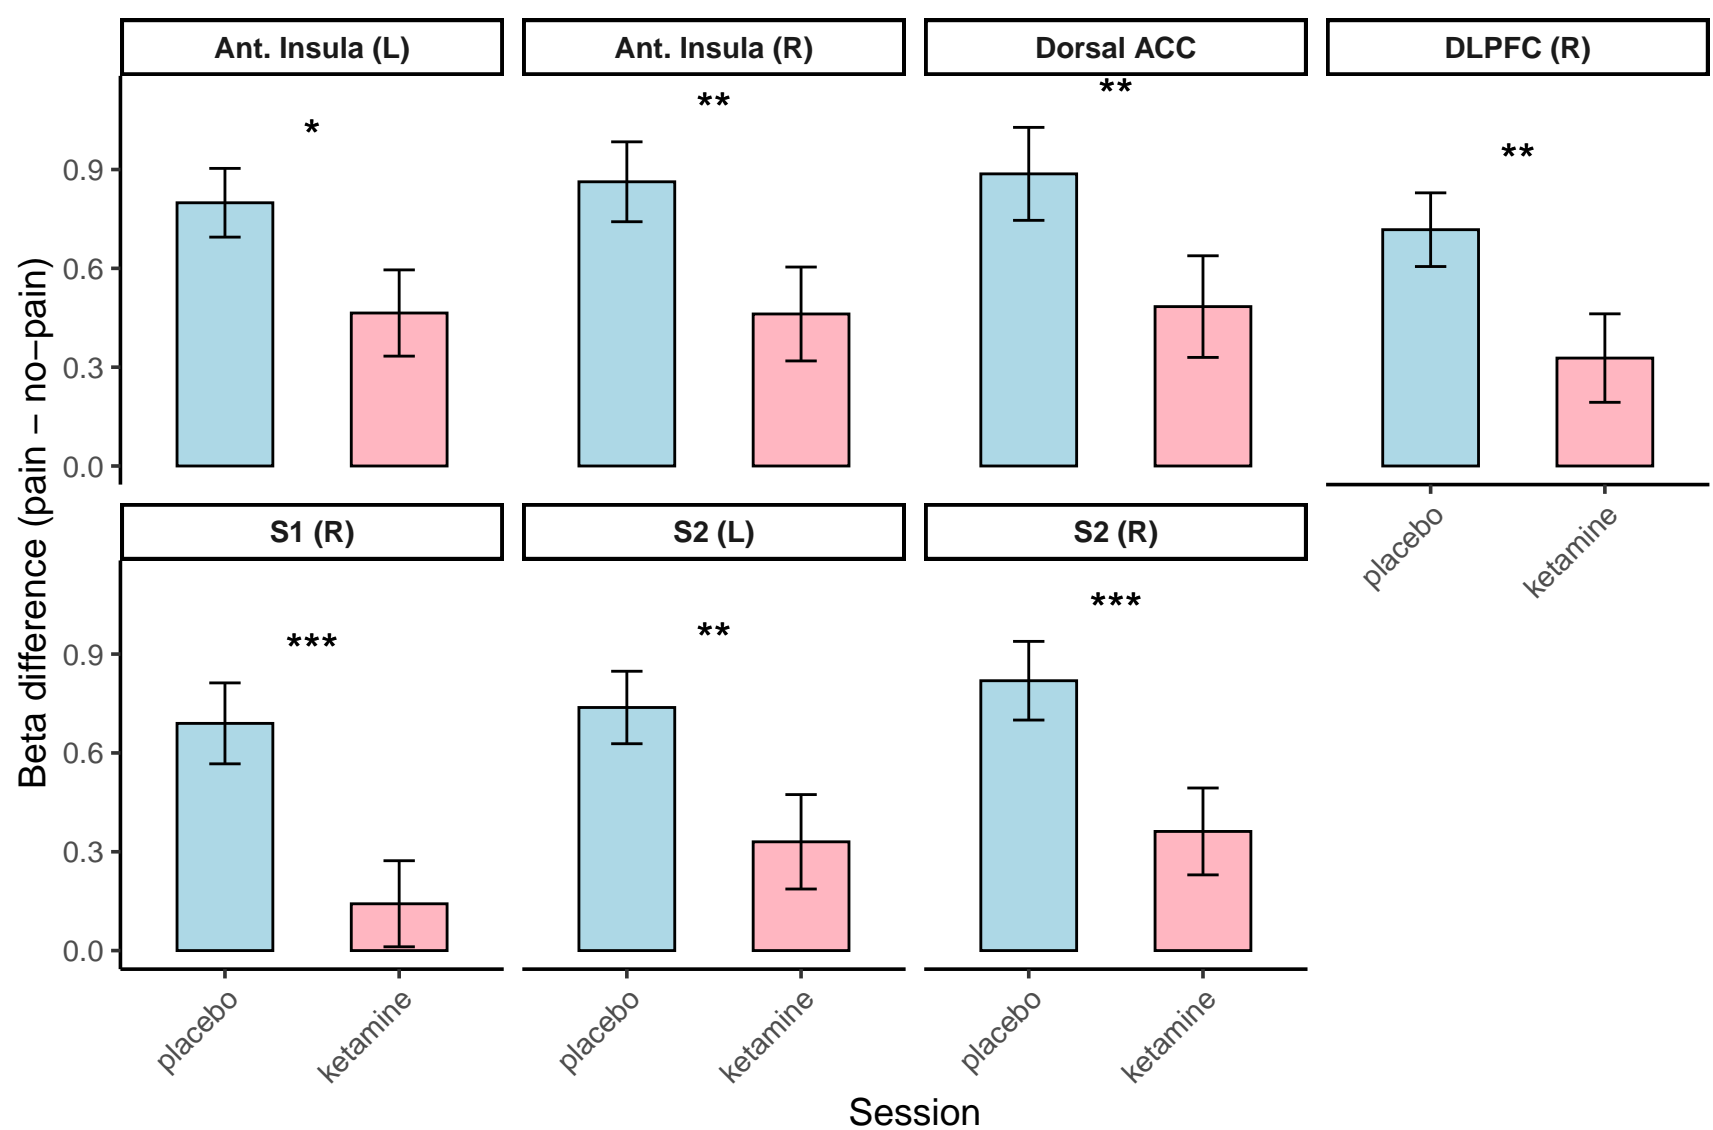 Ant. Insula (L)
Ant. Insula (R)
Dorsal ACC
DLPFC (R)
*
**
**
**
0.9
0.6
0.3
0.0
placebo
ketamine
S1 (R)
S2 (L)
S2 (R)
***
**
***
0.9
0.6
0.3
0.0
placebo
ketamine
placebo
ketamine
placebo
ketamine
Session
Beta difference (pain − no−pain)